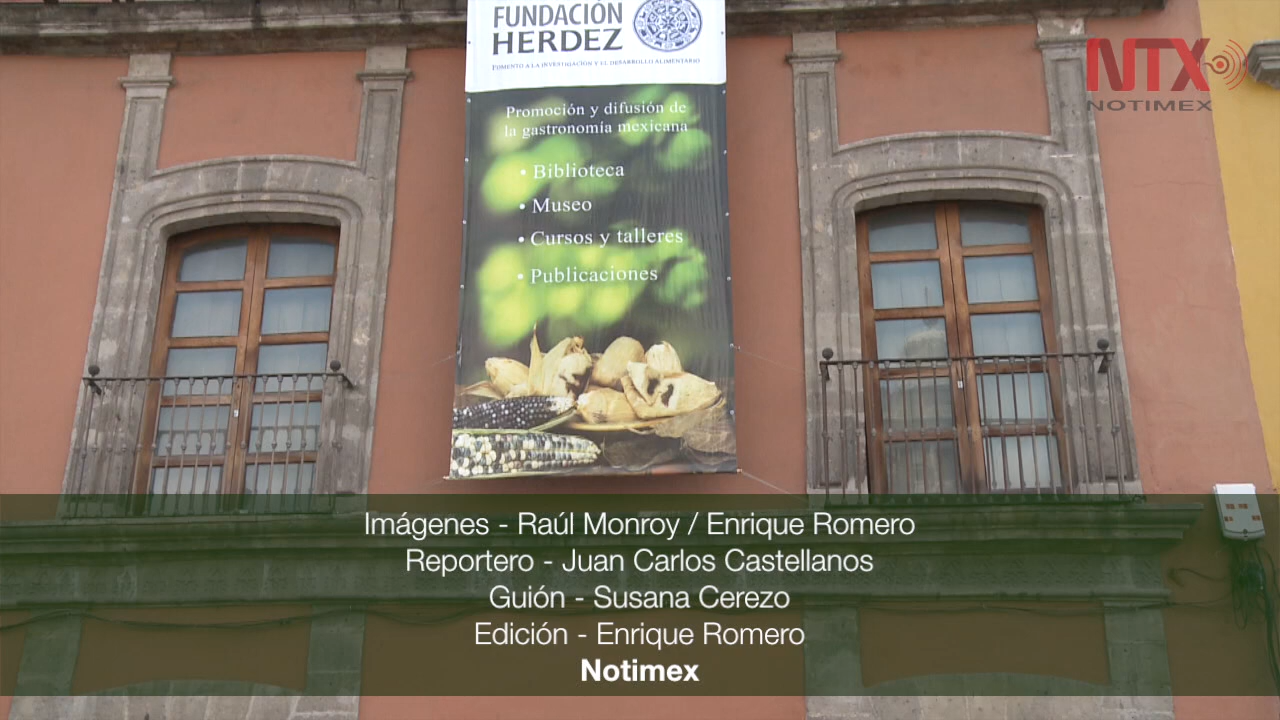 FUNDACIÓN
HERDEZ
FOMENTO A LA INVESTIGACIÓN Y EL DESARROLLO ALIMENTARIO
NTX
NOTIMEX
Promoción y difusión de
la gastronomía mexicana
• Biblioteca
• Museo
• Cursos y talleres
• Publicaciones
Imágenes - Raúl Monroy / Enrique Romero
Reportero - Juan Carlos Castellanos
Guión - Susana Cerezo
Edición - Enrique Romero
Notimex